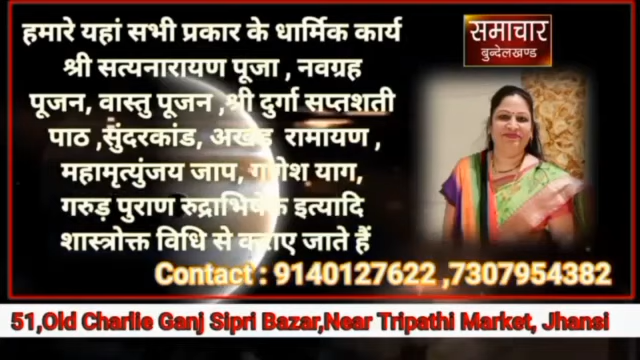 हमारे यहां सभी प्रकार के धार्मिक कार्य
श्री सत्यनारायण पूजा , नवग्रह
पूजन, वास्तु पूजन ,श्री दुर्गा सप्तशती
पाठ ,सुंदरकांड, अखंड रामायण ,
महामृत्युंजय जाप, गणेश याग,
गरुड़ पुराण रुद्राभिषेक इत्यादि
शास्त्रोक्त विधि से कराए जाते हैं
समाचार
बुन्देलखण्ड
Contact : 9140127622 ,7307954382
51,Old Charlie Ganj Sipri Bazar,Near Tripathi Market, Jhansi